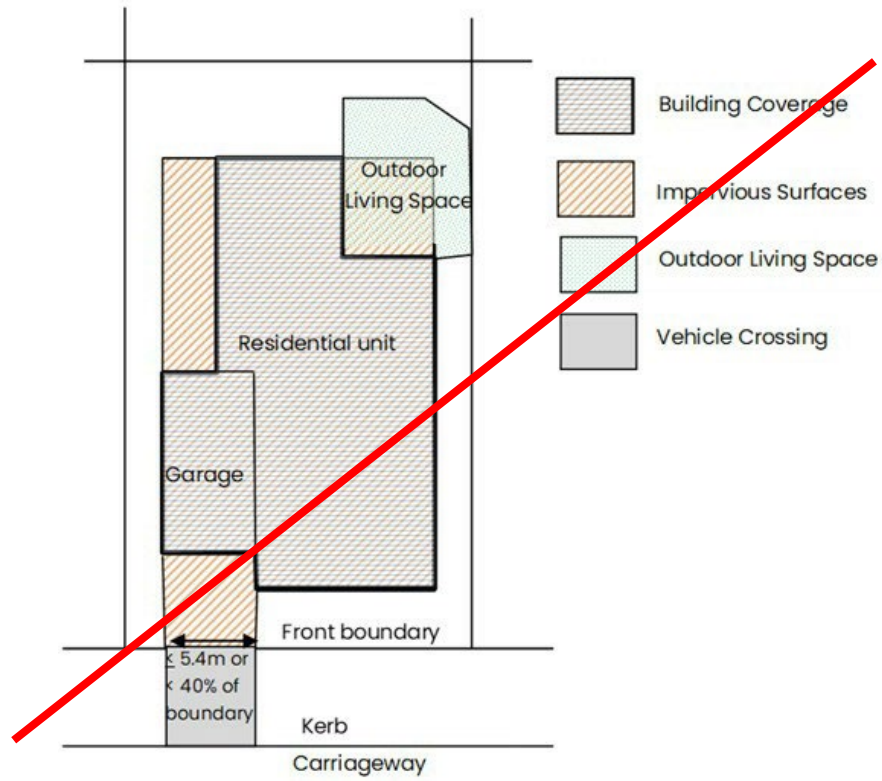 Building Coverage
Impervious Surfaces
Outdoor Living Space
Vehicle Crossing
Outdoor
Living Space
Residential unit
Garage
Front boundary
≤ 5.4m or
< 40% of
boundary
Kerb
Carriageway